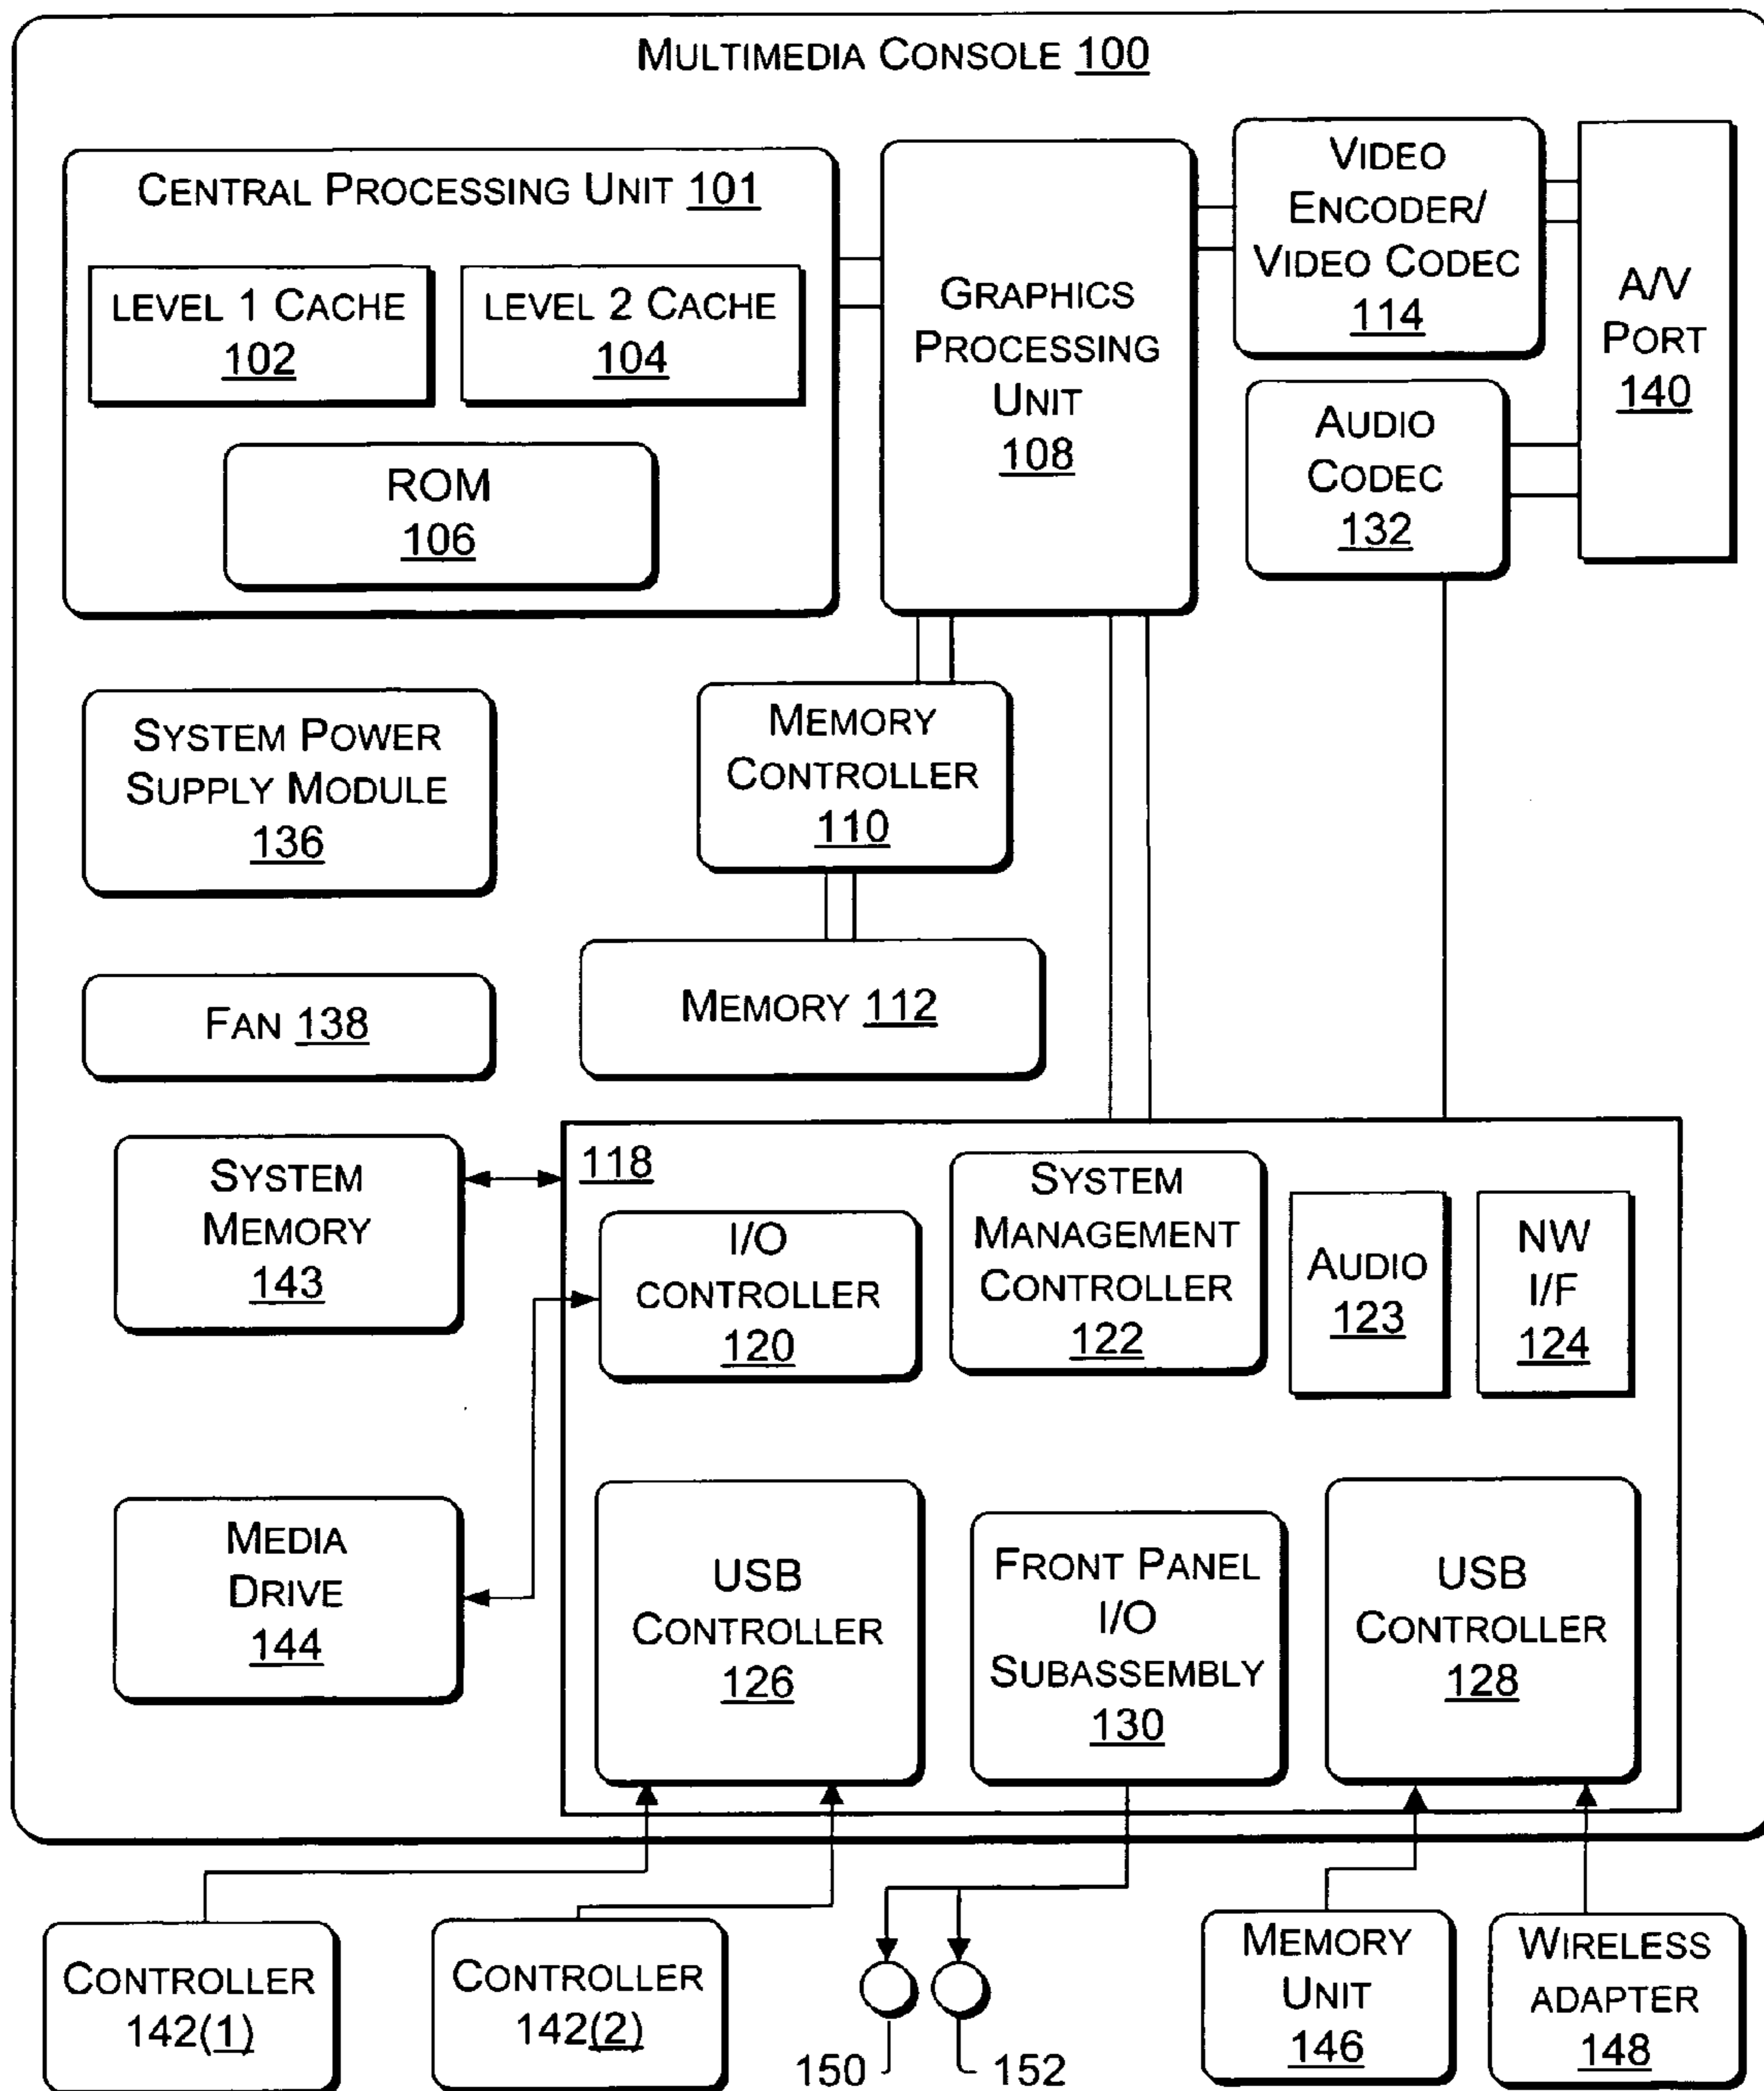 MULTIMEDIA CONSOLE 100
CENTRAL PROCESSING UNIT 101
LEVEL 1 CACHE
102
LEVEL 2 CACHE
104
ROM
106
GRAPHICS
PROCESSING
UNIT
108
VIDEO
ENCODER/
VIDEO CODEC
114
A/V
PORT
140
AUDIO
CODEC
132
SYSTEM POWER
SUPPLY MODULE
136
MEMORY
CONTROLLER
110
FAN 138
MEMORY 112
SYSTEM
MEMORY
143
118
I/O
CONTROLLER
120
SYSTEM
MANAGEMENT
CONTROLLER
122
AUDIO
123
NW
I/F
124
MEDIA
DRIVE
144
USB
CONTROLLER
126
FRONT PANEL
I/O
SUBASSEMBLY
130
USB
CONTROLLER
128
CONTROLLER
142(1)
CONTROLLER
142(2)
150
152
MEMORY
UNIT
146
WIRELESS
ADAPTER
148